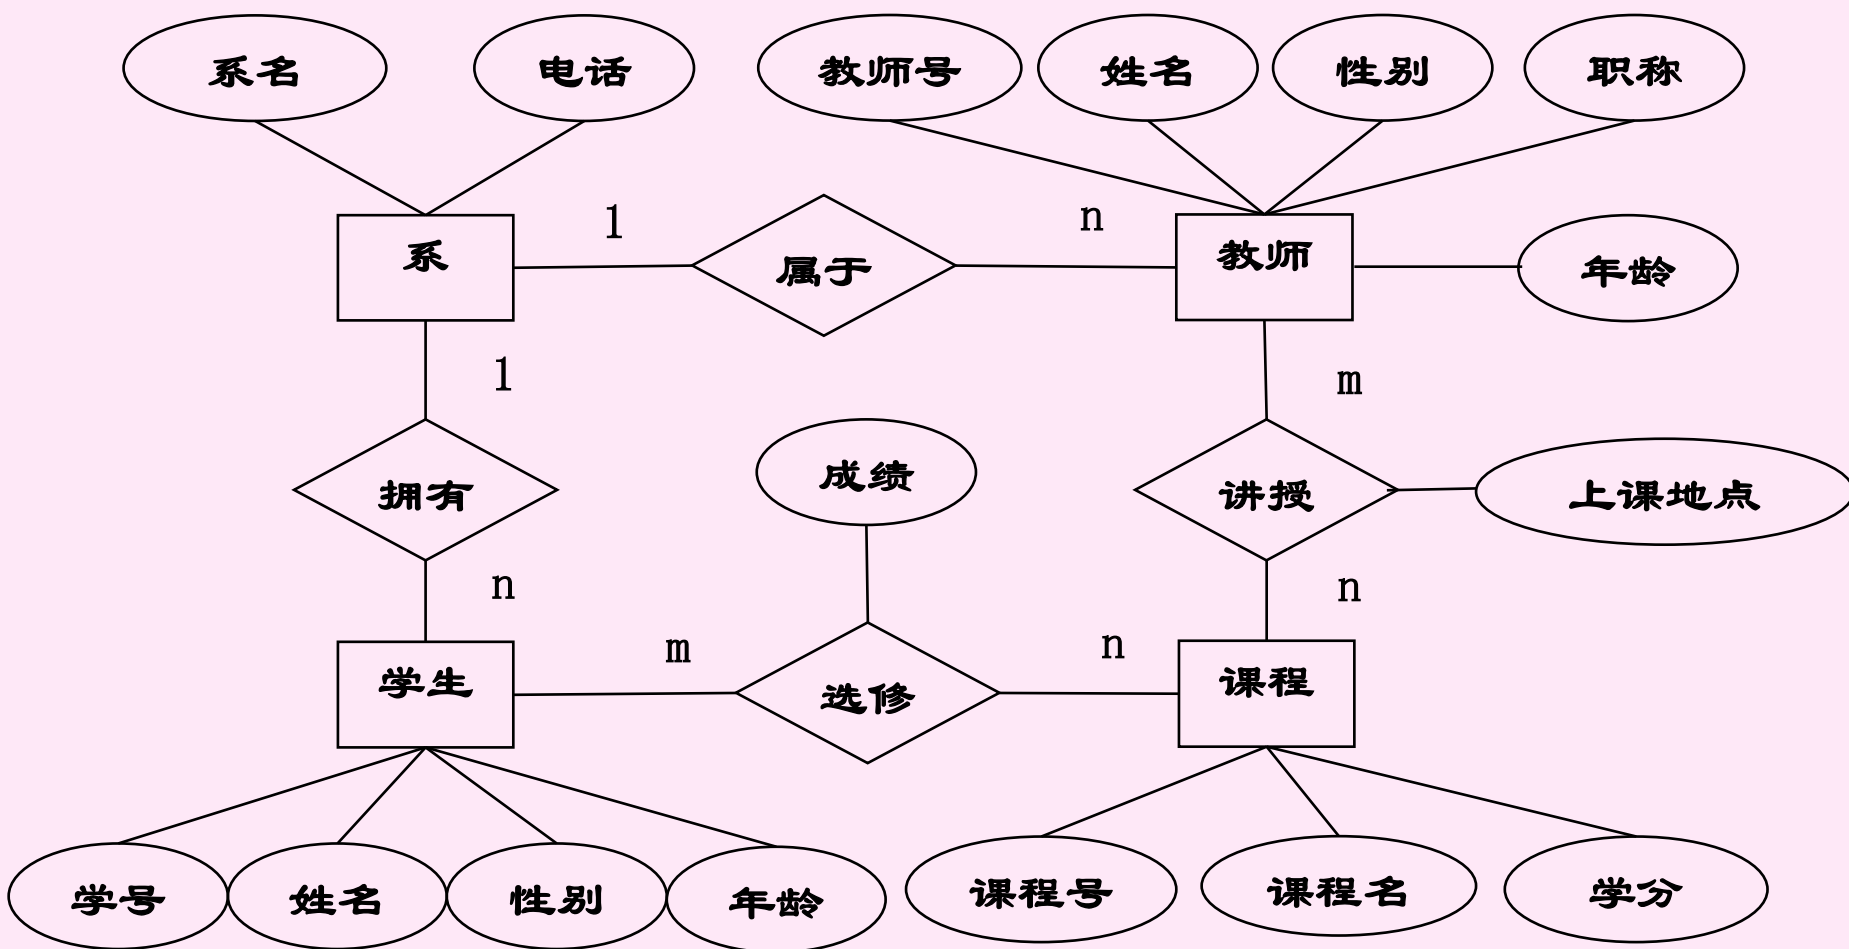 系名
电话
教师号
姓名
性别
职称
1
n
系
属于
教师
年龄
1
m
成绩
拥有
讲授
上课地点
n
n
m
n
学生
选修
课程
学号
姓名
性别
年龄
课程号
课程名
学分